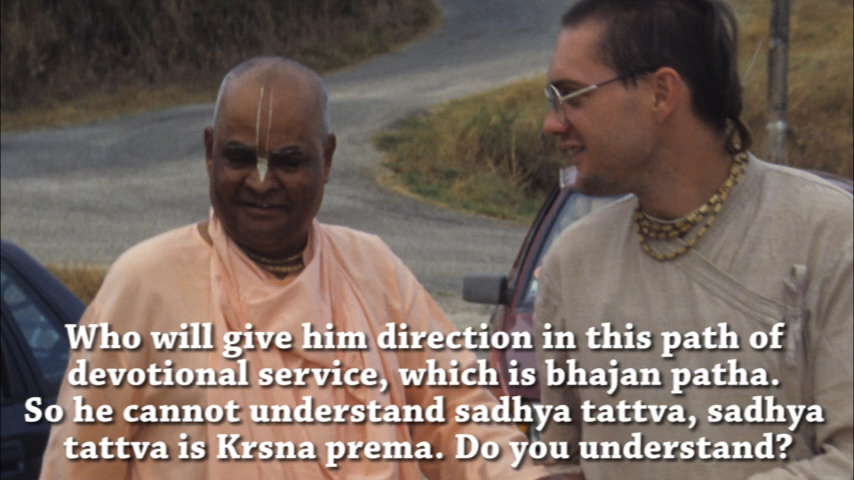 Who will give him direction in this path of
devotional service, which is bhajan patha.
So he cannot understand sadhya tattva, sadhya
tattva is Krsna prema. Do you understand?